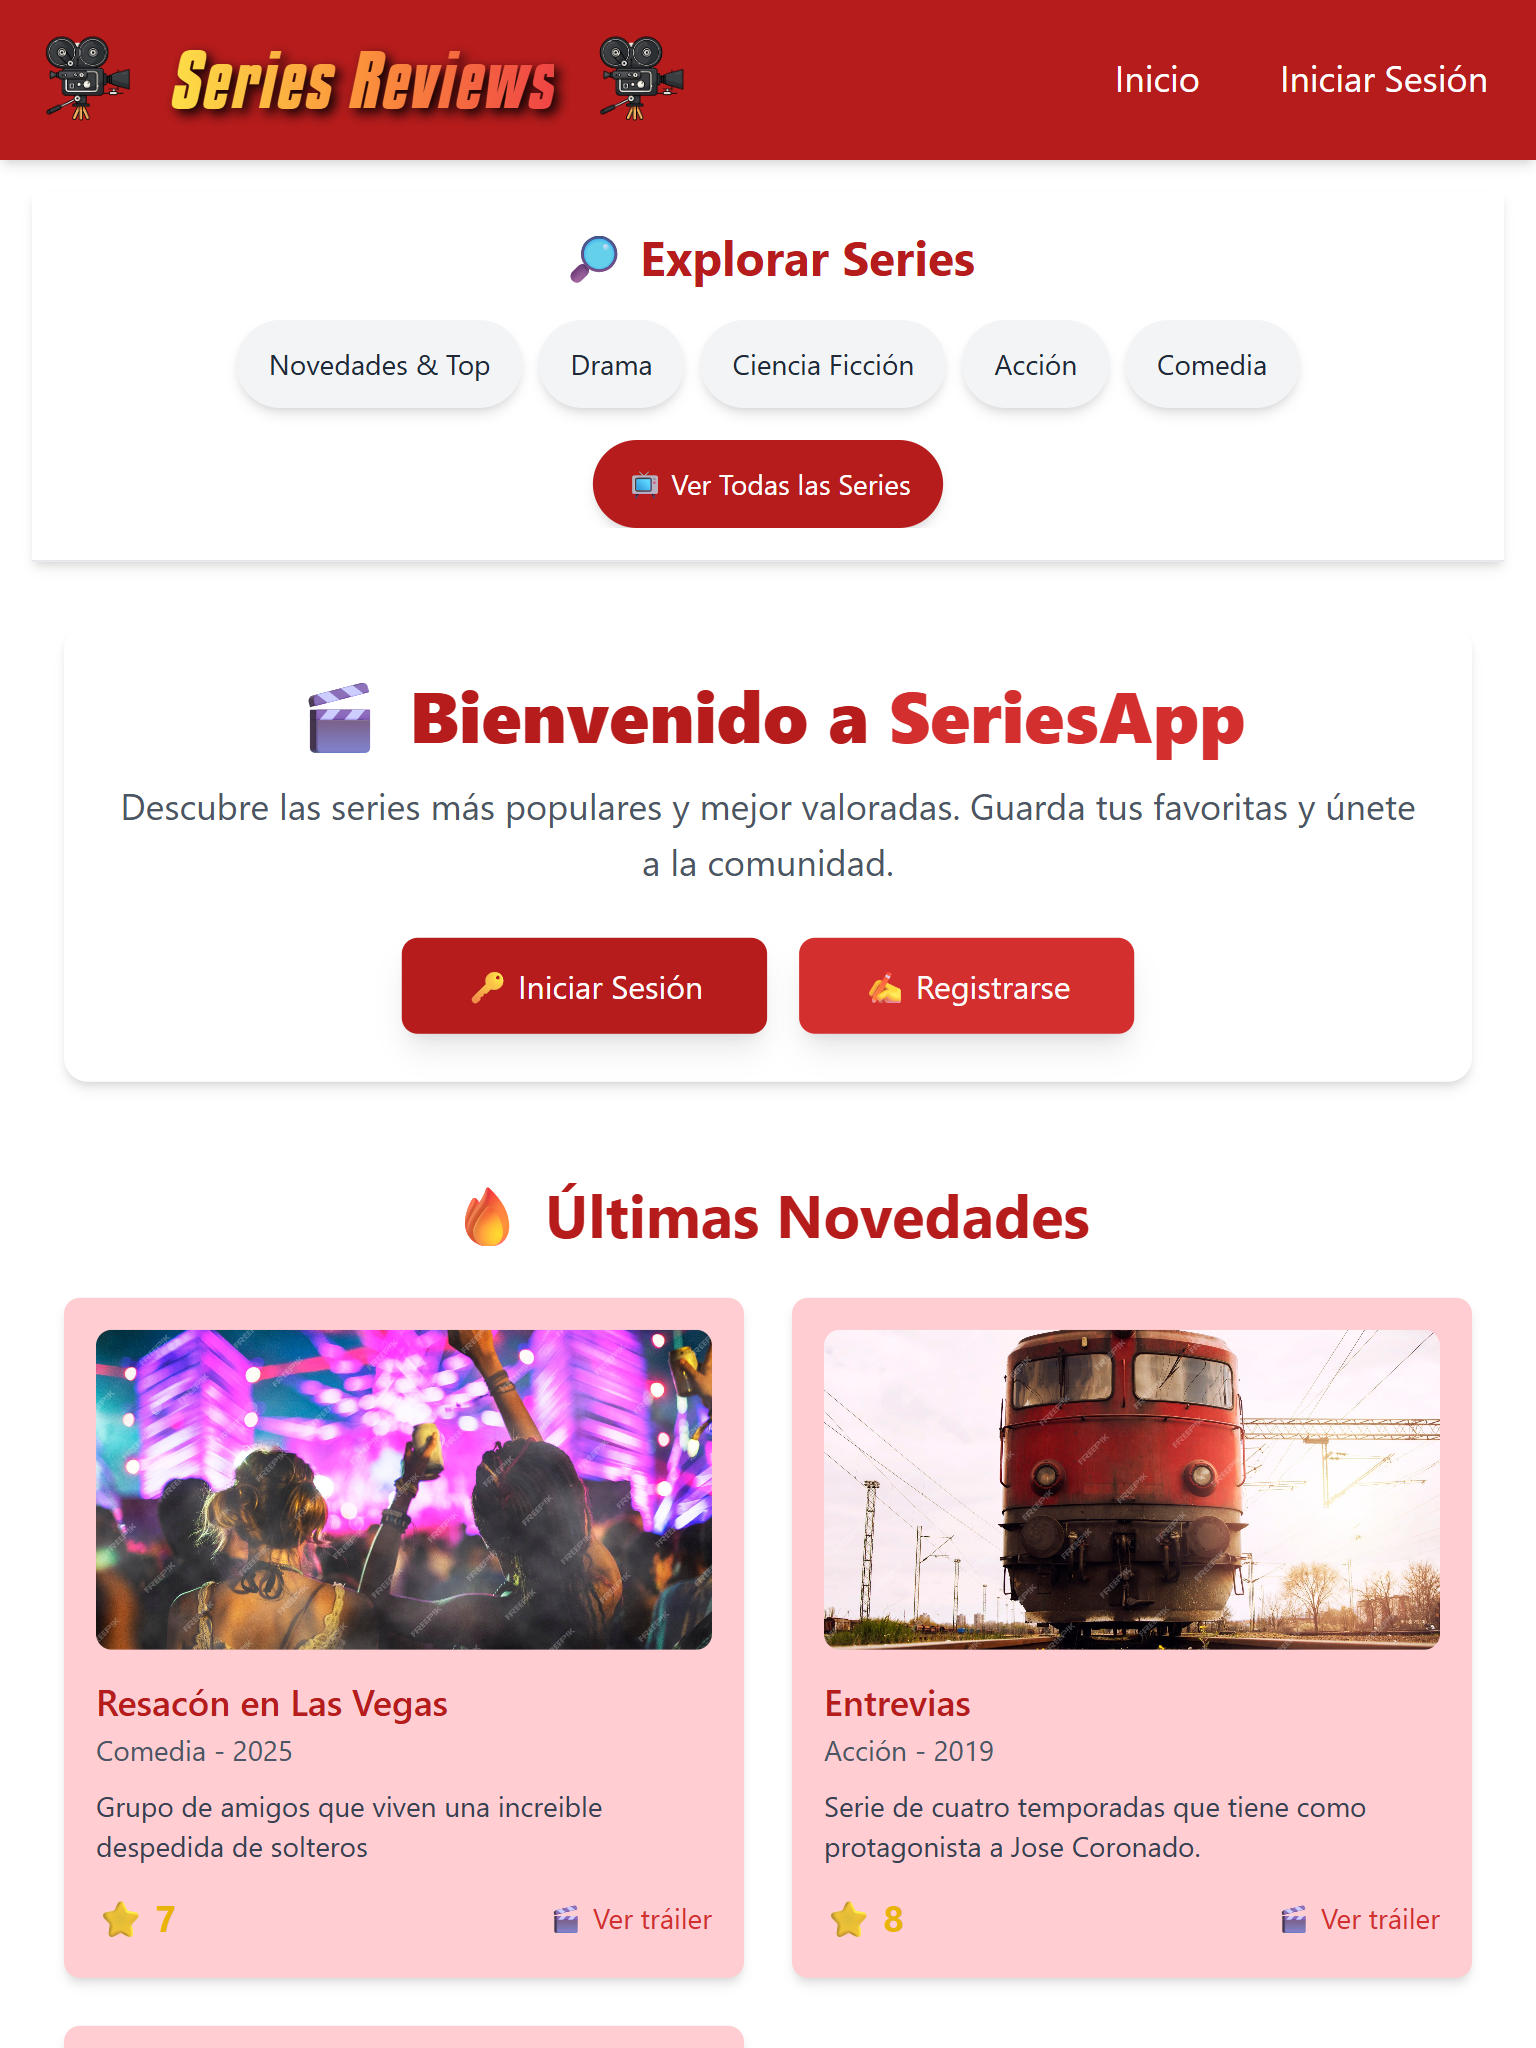 Series Reviews
Inicio
Iniciar Sesión
Explorar Series
Novedades & Top
Drama
Ciencia Ficción
Acción
Comedia
Ver Todas las Series
Bienvenido a SeriesApp
Descubre las series más populares y mejor valoradas. Guarda tus favoritas y únete
a la comunidad.
Iniciar Sesión
Registrarse
Últimas Novedades
FREEPIK
Resacón en Las Vegas
Comedia - 2025
Grupo de amigos que viven una increible
despedida de solteros
7
Ver tráiler
FREEPIK
Entrevias
Acción - 2019
Serie de cuatro temporadas que tiene como
protagonista a Jose Coronado.
8
Ver tráiler